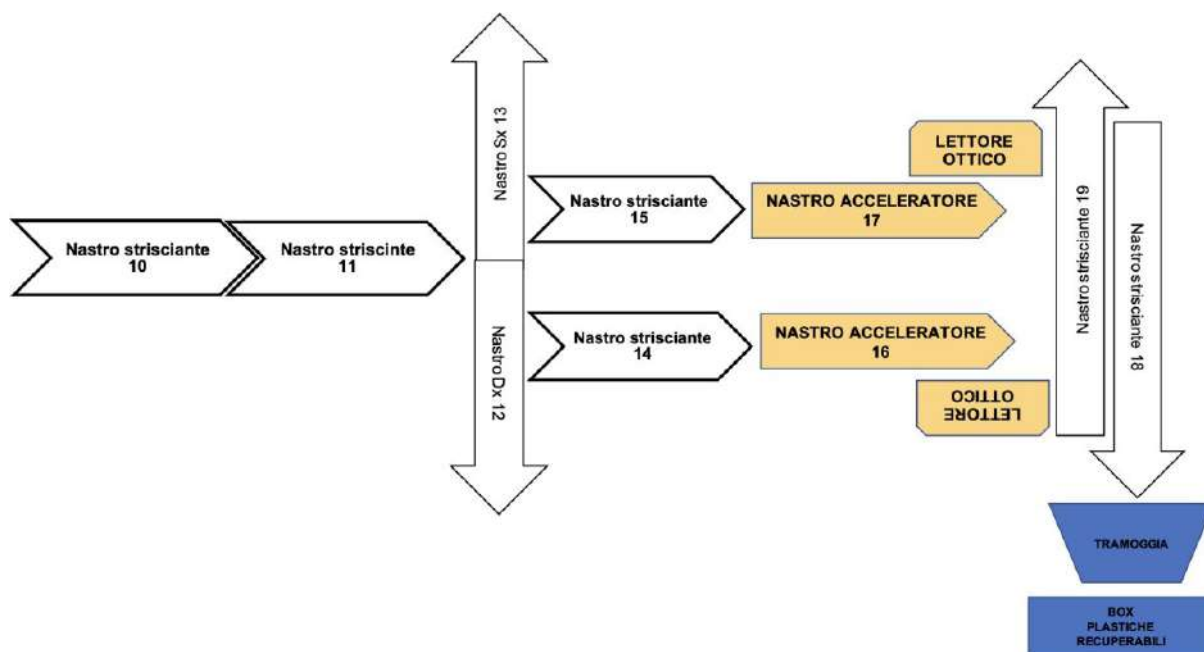 Nastro strisciante
10
Nastro striscinte
11
Nastro Sx 13
Nastro Dx 12
Nastro strisciante
15
Nastro strisciante
14
NASTRO ACCELERATORE
17
NASTRO ACCELERATORE
16
LETTORE
OTTICO
LETTORE
OTTICO
Nastro strisciante 19
Nastro strisciante 18
TRAMOGGIA
BOX
PLASTICHE
RECUPERABILI